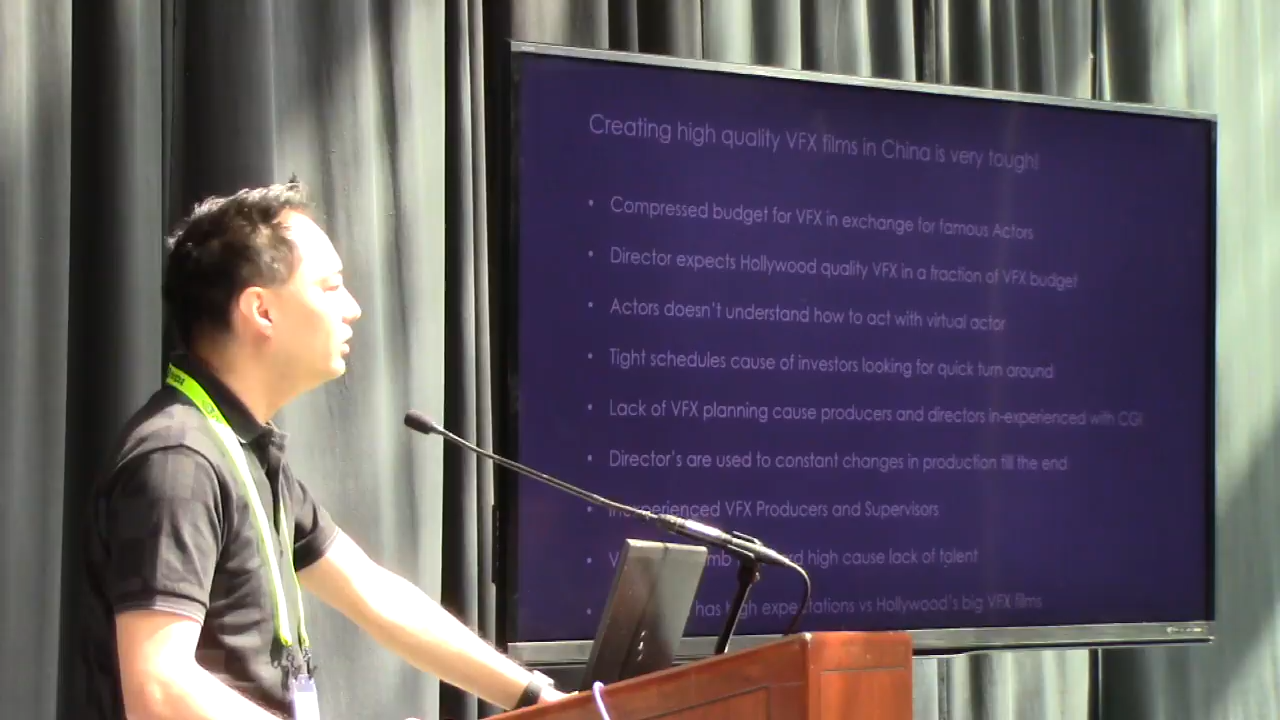 Creating high quality VFX films in China is very tough!
• Compressed budget for VFX in exchange for famous Actors
• Director expects Hollywood quality VFX in a fraction of VFX budget
• Actors doesn't understand how to act with virtual actor
• Tight schedules cause of investors looking for quick turn around
• Lack of VFX planning cause producers and directors in-experienced with CGI
• Director's are used to constant changes in production till the end
• Inexperienced VFX Producers and Supervisors
• high cause lack of talent
• has high expectations vs Hollywood's big VFX films